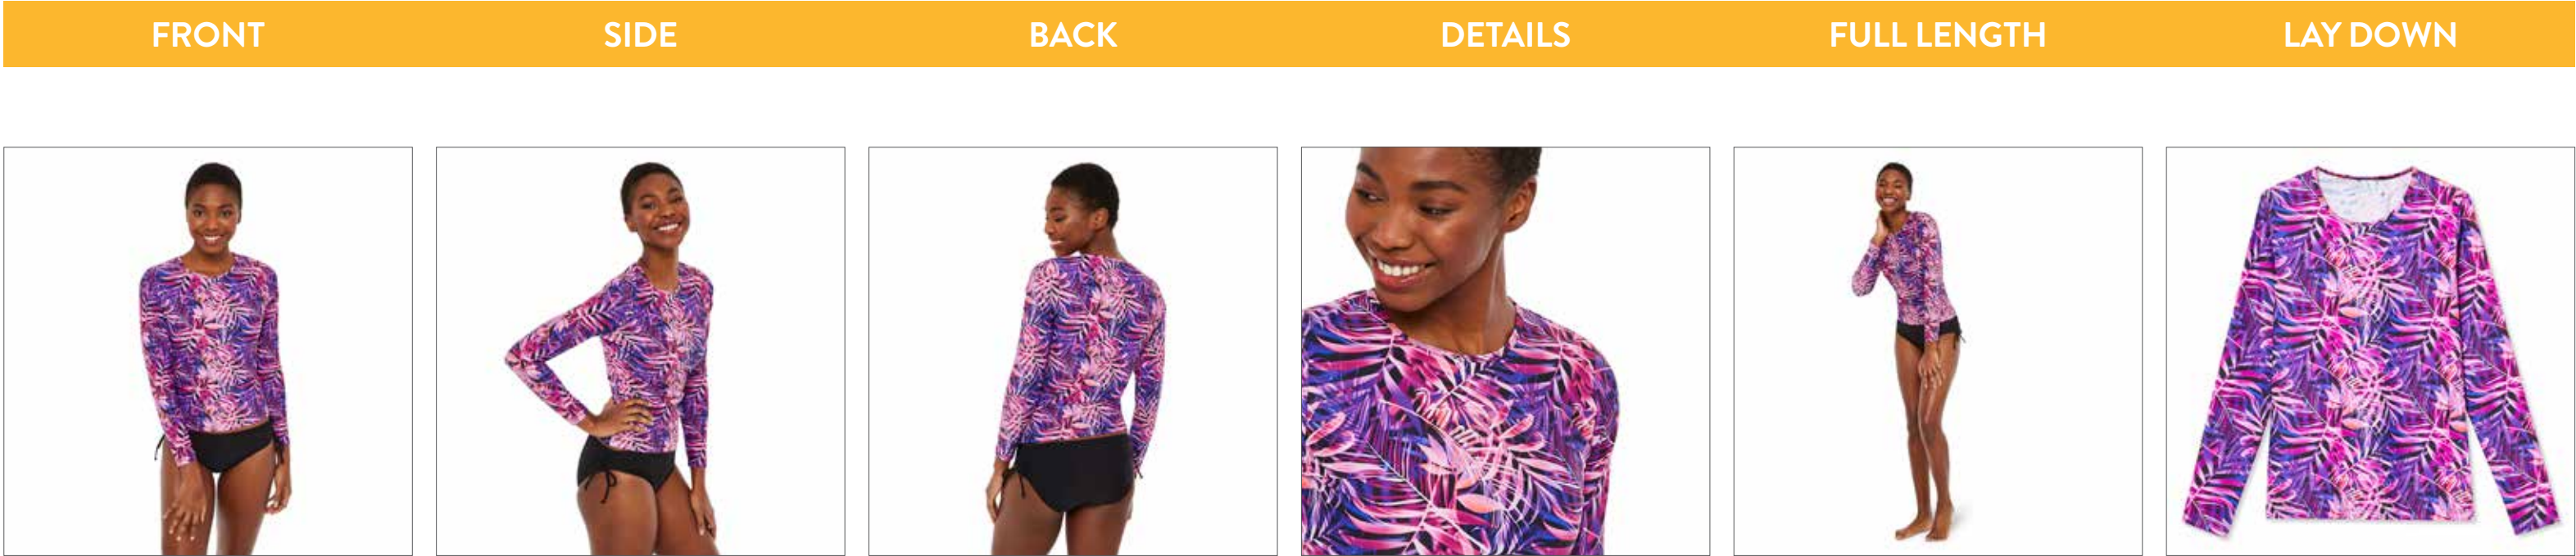 FRONT
SIDE
BACK
DETAILS
FULL LENGTH
LAY DOWN